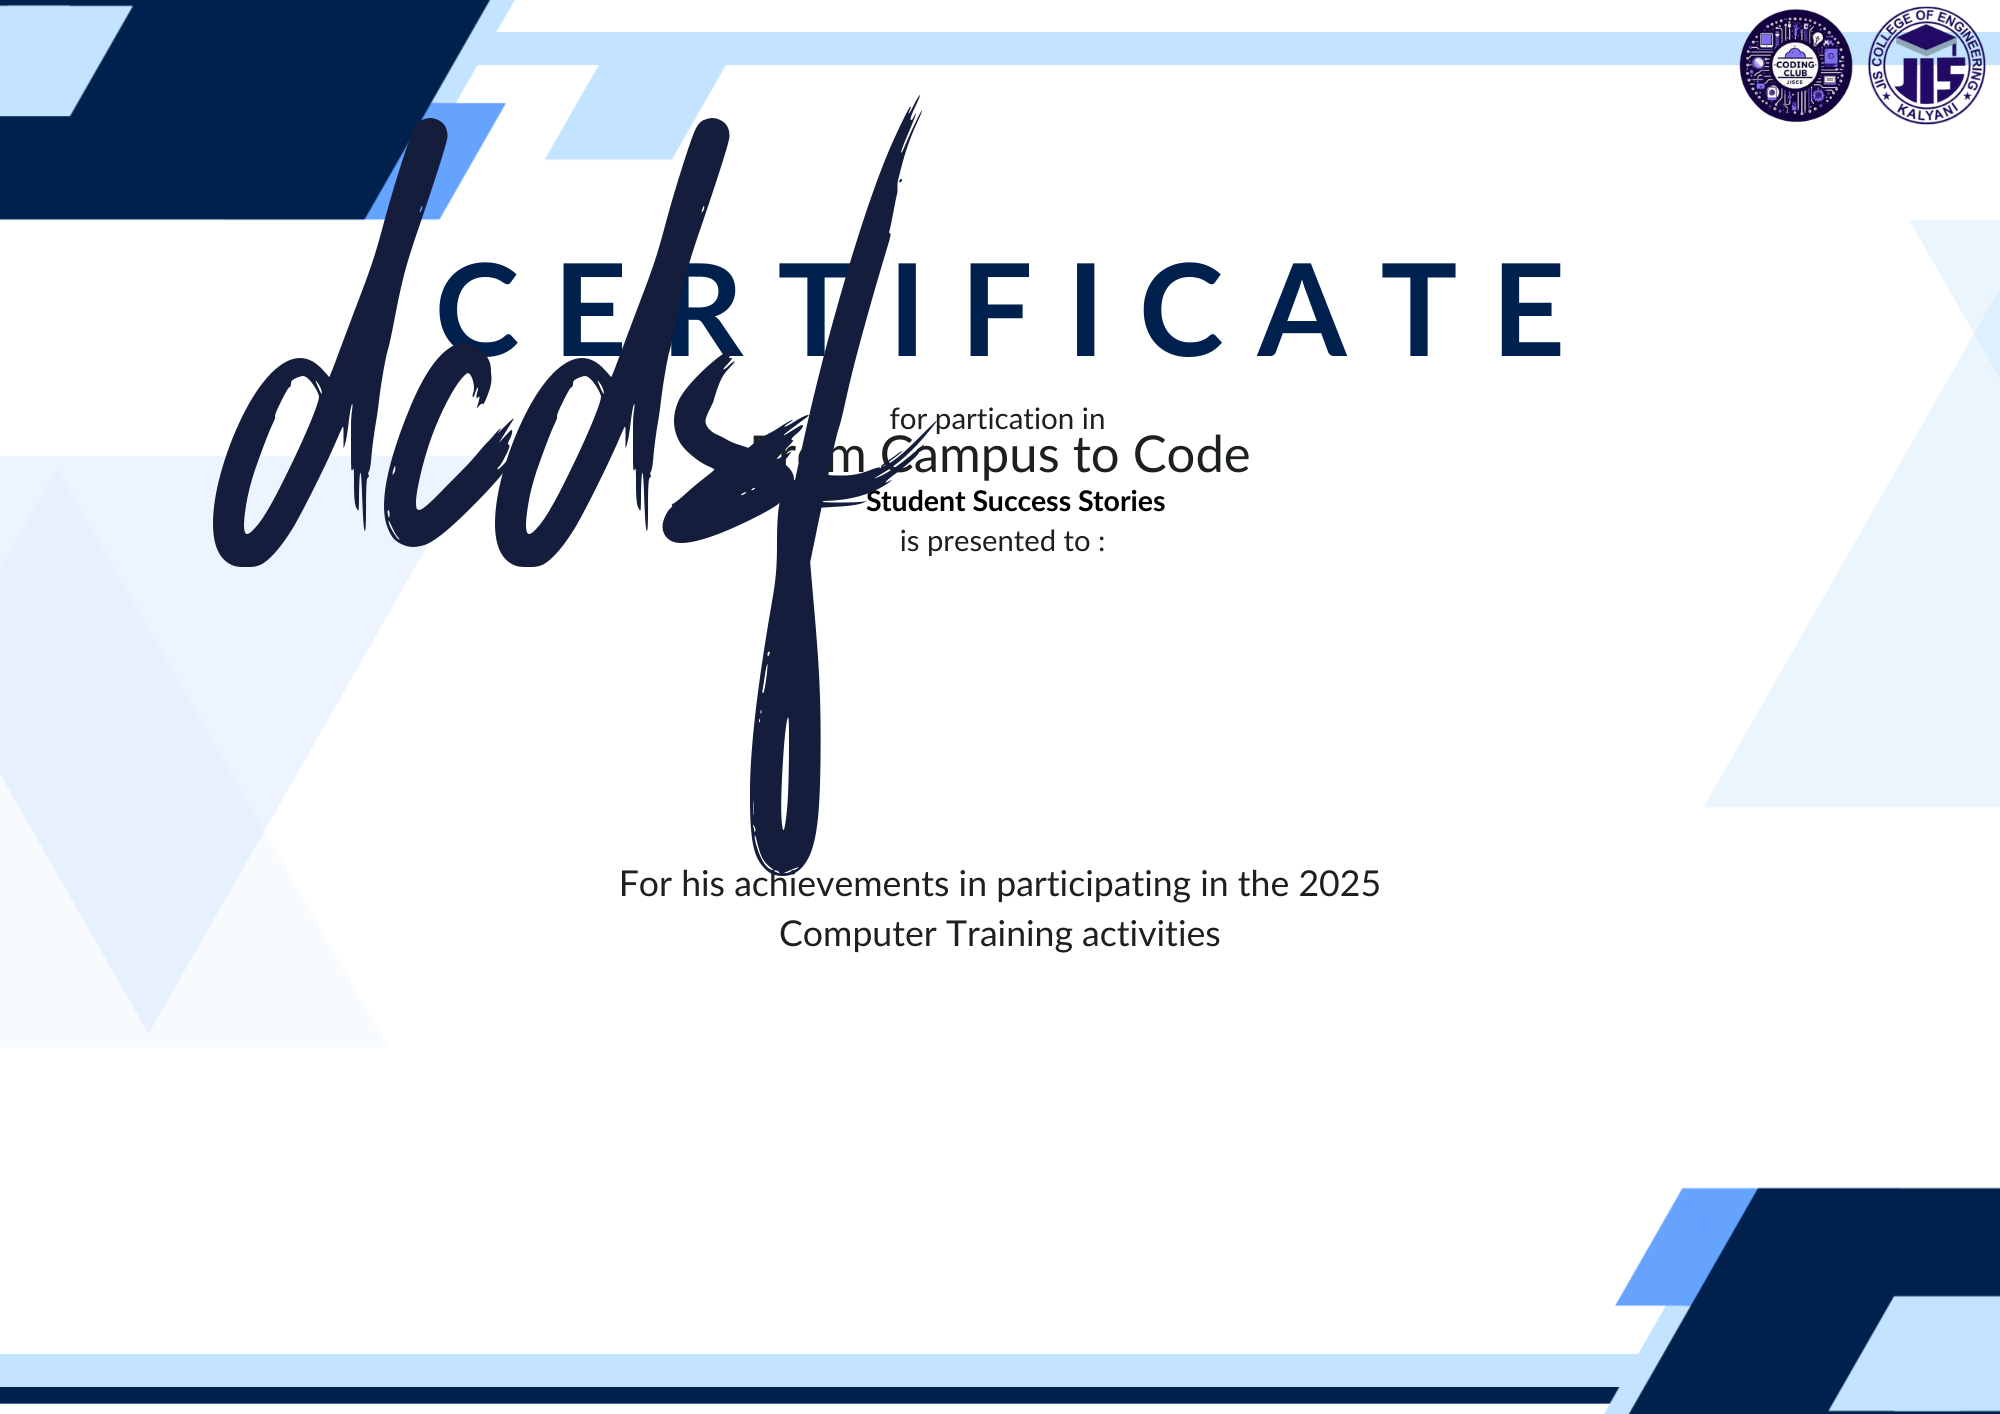 CODING
CLUB
JISCE
JIS COLLEGE OF ENGINEERING
JIS
KALYANI
CERTIFICATE
dcdsf
for partication in
From Campus to Code
Student Success Stories
is presented to :
For his achievements in participating in the 2025
Computer Training activities